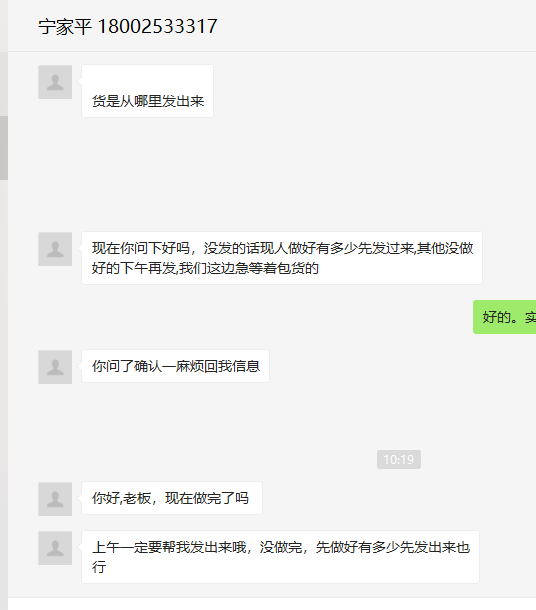 宁家平 18002533317
货是从哪里发出来
现在你问下好吗，没发的话现人做好有多少先发过来,其他没做
好的下午再发,我们这边急等着包货的
好的。实
你问了确认一麻烦回我信息
10:19
你好,老板，现在做完了吗
上午一定要帮我发出来哦，没做完，先做好有多少先发出来也
行